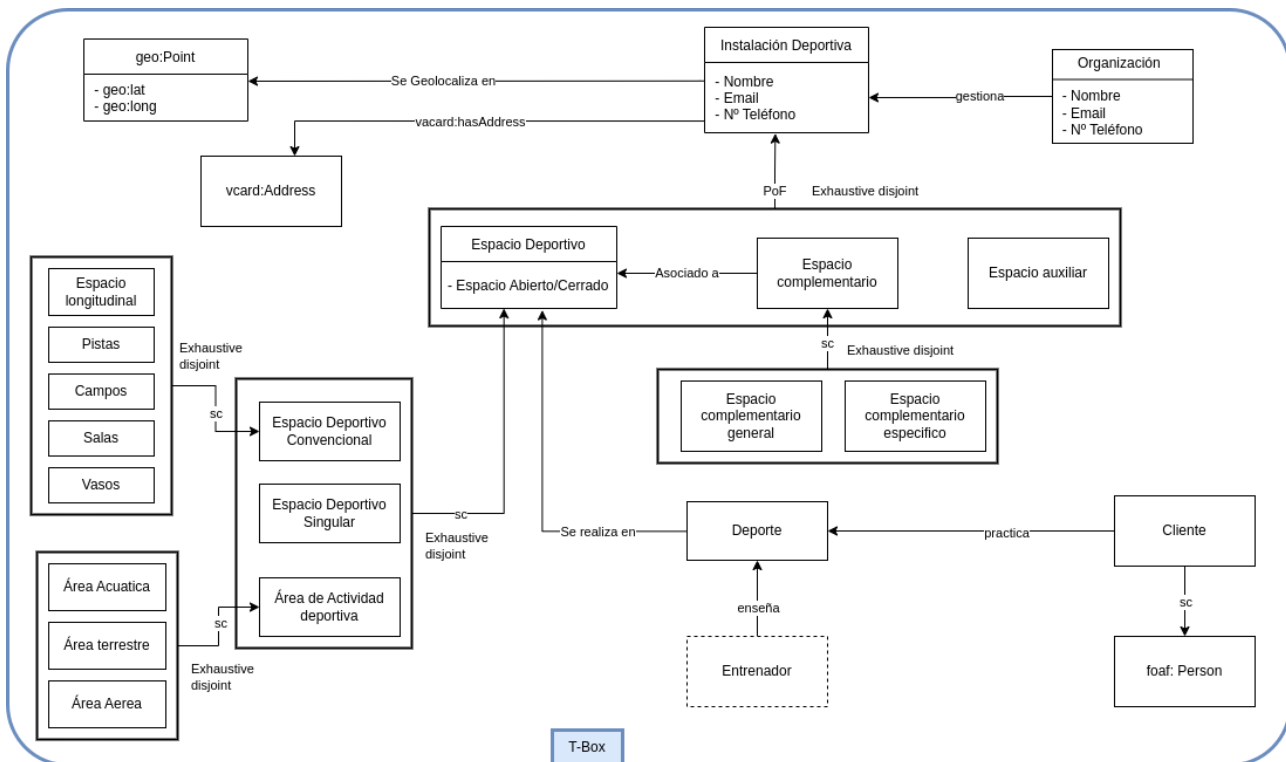 geo:Point
- geo:lat
- geo:long
Se Geolocaliza en
Instalación Deportiva
- Nombre
- Email
- Nº Teléfono
gestiona
Organización
- Nombre
- Email
- Nº Teléfono
vacard:hasAddress
vcard:Address
PoF
Exhaustive disjoint
Espacio Deportivo
- Espacio Abierto/Cerrado
Asociado a
Espacio
complementario
Espacio auxiliar
sc
Exhaustive disjoint
Espacio
complementario
general
Espacio
complementario
especifico
Espacio
longitudinal
Pistas
Campos
Salas
Vasos
Exhaustive
disjoint
sc
Espacio Deportivo
Convencional
Espacio Deportivo
Singular
Área de Actividad
deportiva
sc
Exhaustive
disjoint
Área Acuatica
Área terrestre
Área Aerea
sc
Exhaustive
disjoint
Se realiza en
Deporte
practica
Cliente
enseña
Entrenador
sc
foaf: Person
T-Box